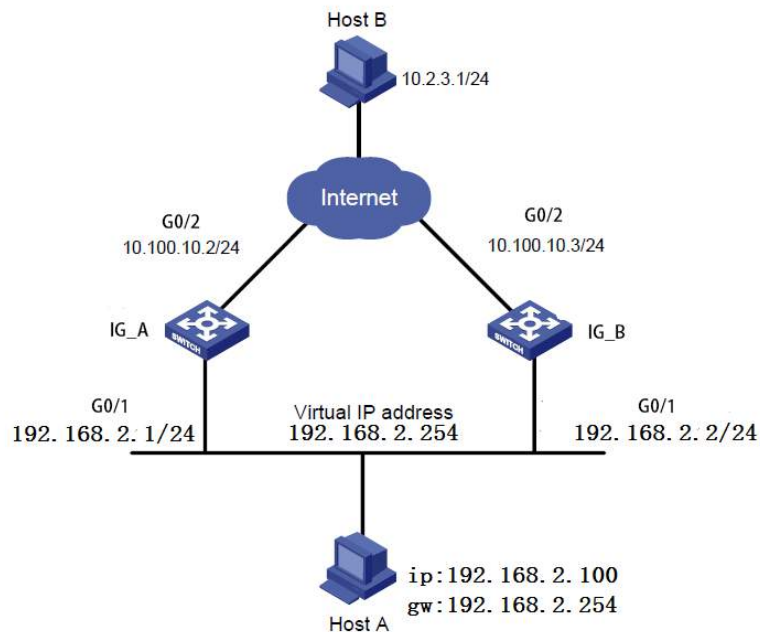 Host B
10.2.3.1/24
Internet
G0/2
10.100.10.2/24
G0/2
10.100.10.3/24
IG_A
SWITCH
SWITCH
IG_B
G0/1
192.168.2.1/24
Virtual IP address
192.168.2.254
G0/1
192.168.2.2/24
ip:192.168.2.100
gw:192.168.2.254
Host A